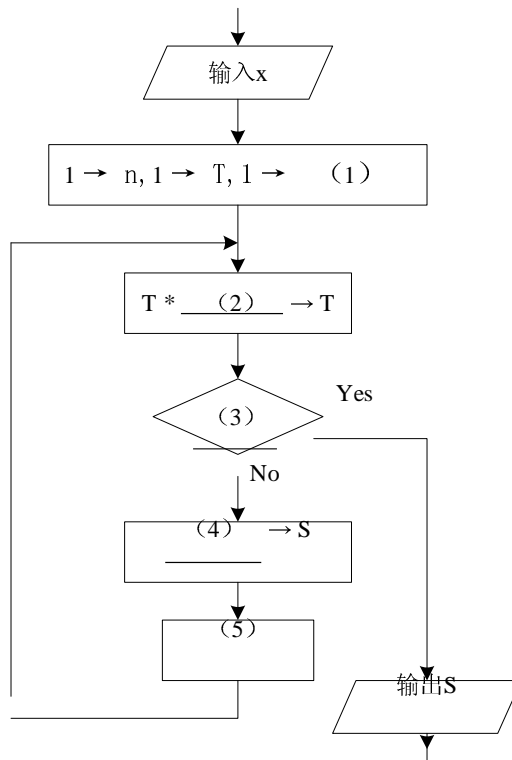 输入x
1 → n, 1 → T, 1 → （1）
T * （2） → T
（3）
Yes
No
（4） → S
（5）
输出S